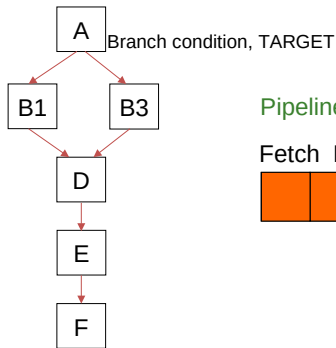 A
Branch condition, TARGET
B1
B3
Pipeline
Fetch
D
E
F